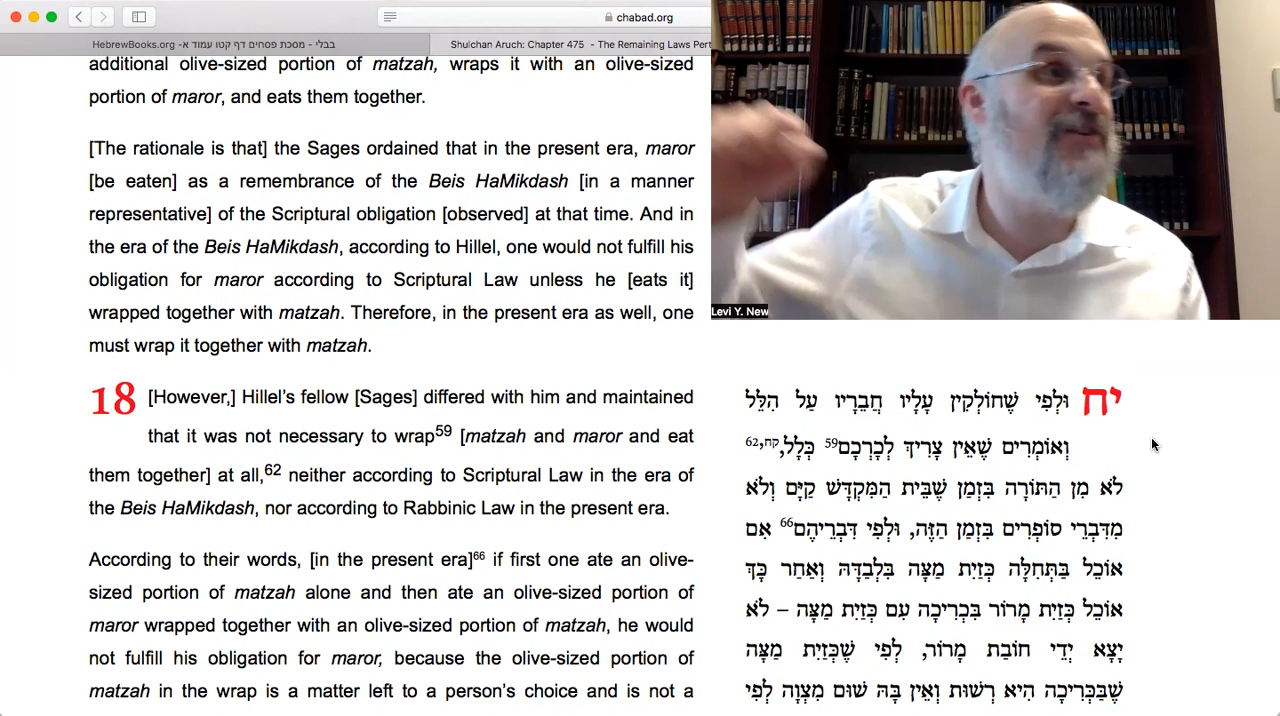 chabad.org
HebrewBooks.org -בבלי - מסכת פסחים דף קטו עמוד א
Shulchan Aruch: Chapter 475 - The Remaining Laws Pert
additional olive-sized portion of matzah, wraps it with an olive-sized
portion of maror, and eats them together.
[The rationale is that] the Sages ordained that in the present era, maror
[be eaten] as a remembrance of the Beis HaMikdash [in a manner
representative] of the Scriptural obligation [observed] at that time. And in
the era of the Beis HaMikdash, according to Hillel, one would not fulfill his
obligation for maror according to Scriptural Law unless he [eats it]
wrapped together with matzah. Therefore, in the present era as well, one
must wrap it together with matzah.
18 [However,] Hillel's fellow [Sages] differed with him and maintained
that it was not necessary to wrap59 [matzah and maror and eat
them together] at all,62 neither according to Scriptural Law in the era of
the Beis HaMikdash, nor according to Rabbinic Law in the present era.
According to their words, [in the present era]66 if first one ate an olive-
sized portion of matzah alone and then ate an olive-sized portion of
maror wrapped together with an olive-sized portion of matzah, he would
not fulfill his obligation for maror, because the olive-sized portion of
matzah in the wrap is a matter left to a person's choice and is not a
Levi Y. New
יח וּלְפִי שֶׁחוֹלְקִין עָלָיו חֲבֵרָיו עַל הִלֵּל
וְאוֹמְרִים שֶׁאֵין צָרִיךְ לְכָרְכָם59 כְּלָל,קח,62
לֹא מִן הַתּוֹרָה בִּזְמַן שֶׁבֵּית הַמִּקְדָּשׁ קַיָּם וְלֹא
מִדִּבְרֵי סוֹפְרִים בִּזְמַן הַזֶּה, וּלְפִי דִּבְרֵיהֶם66 אִם
אוֹכֵל בַּתְּחִלָּה כְּזַיִת מַצָּה בִּלְבַדָּהּ וְאַחַר כָּךְ
אוֹכֵל כְּזַיִת מָרוֹר בִּכְרִיכָה עִם כְּזַיִת מַצָּה – לֹא
יָצָא יְדֵי חוֹבַת מָרוֹר, לְפִי שֶׁכְּזַיִת מַצָּה
שֶׁבַּכְּרִיכָה הִיא רְשׁוּת וְאֵין בָּהּ שׁוּם מִצְוָה לְפִי